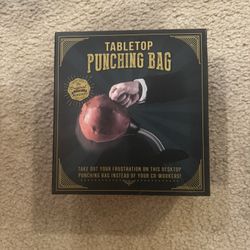 TABLETOP
PUNCHING BAG
TAKE OUT YOUR FRUSTRATION ON THIS DESKTOP
PUNCHING BAG INSTEAD OF YOUR CO-WORKERS!